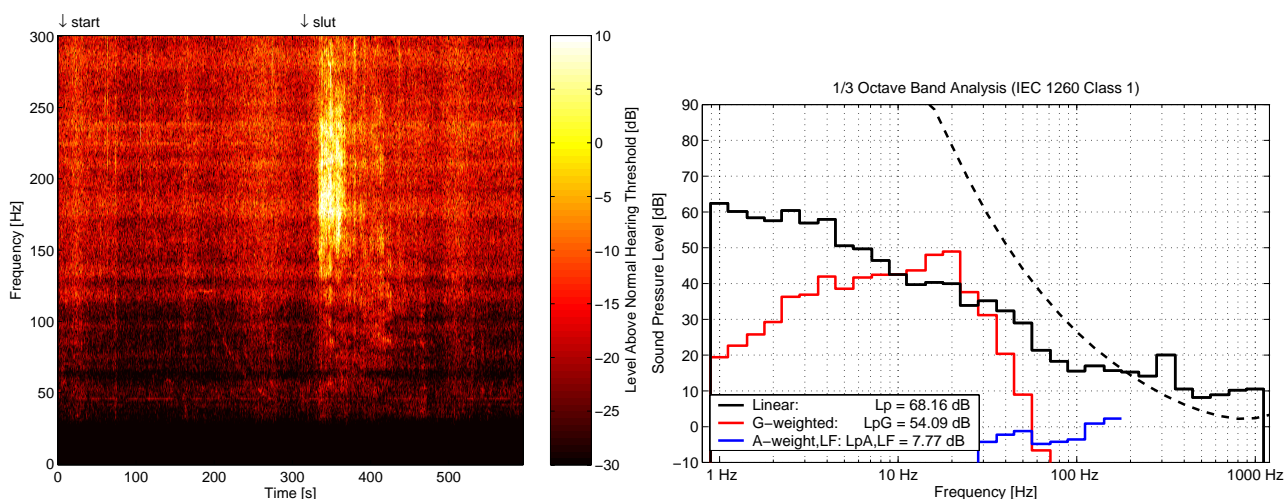 ↓ start
↓ slut
300
250
200
150
100
50
0
Frequency [Hz]
0
100
200
300
400
500
Time [s]
10
5
0
−5
−10
−15
−20
−25
−30
Level Above Normal Hearing Threshold [dB]
1/3 Octave Band Analysis (IEC 1260 Class 1)
90
80
70
60
50
40
30
20
10
0
−10
Sound Pressure Level [dB]
Linear: Lp = 68.16 dB
G−weighted: LpG = 54.09 dB
A−weight,LF: LpA,LF = 7.77 dB
1 Hz
10 Hz
100 Hz
1000 Hz
Frequency [Hz]